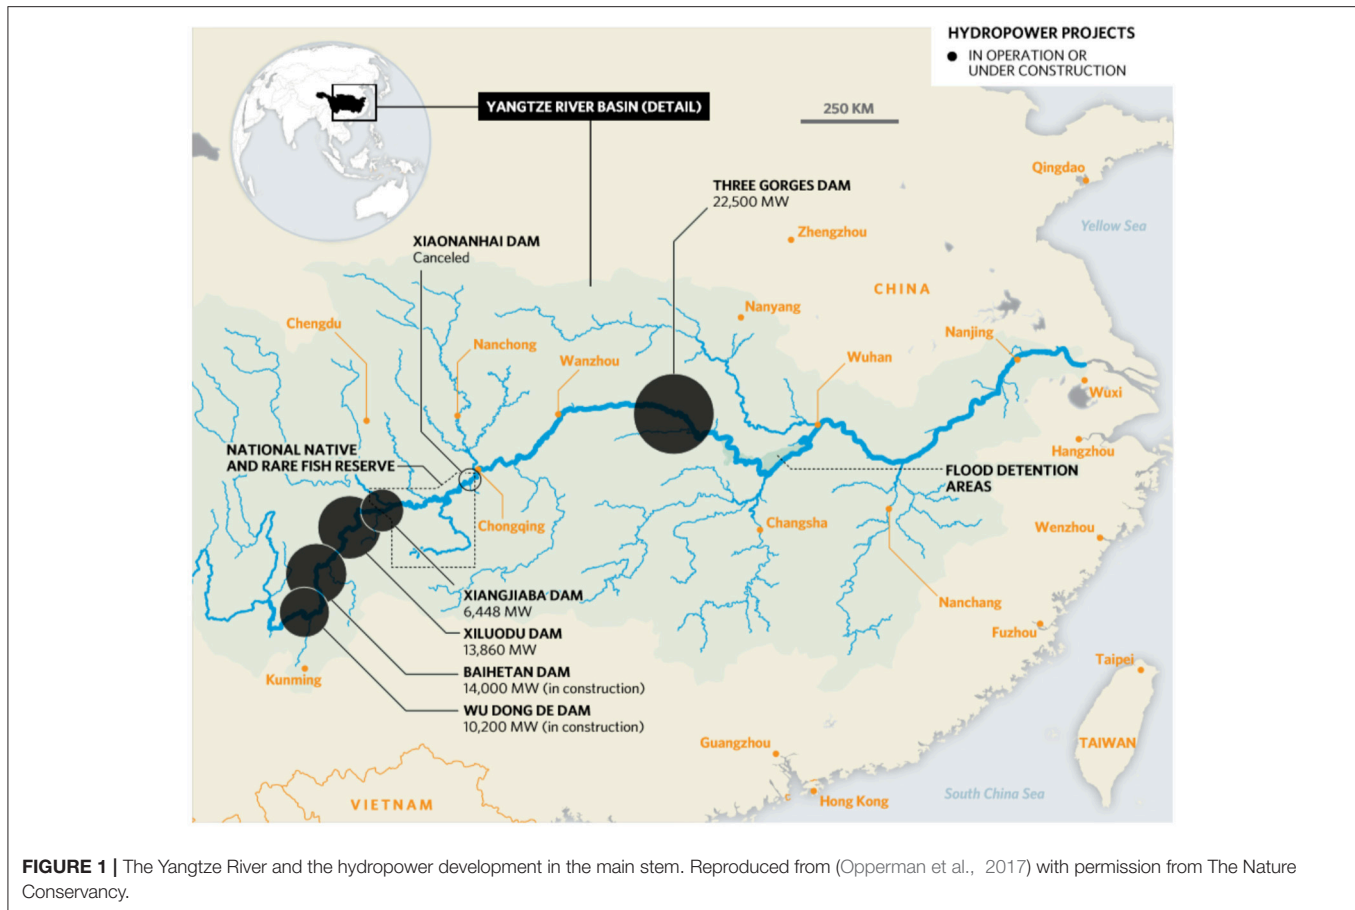 HYDROPOWER PROJECTS
IN OPERATION OR
UNDER CONSTRUCTION
YANGTZE RIVER BASIN (DETAIL)
250 KM
Qingdao
THREE GORGES DAM
22,500 MW
Yellow Sea
Zhengzhou
XIAONANHAI DAM
Canceled
CHINA
Nanyang
Chengdu
Nanjing
Nanchong
Wuhan
Wanzhou
Wuxi
NATIONAL NATIVE
AND RARE FISH RESERVE
Hangzhou
FLOOD DETENTION
AREAS
Chongqing
Changsha
Wenzhou
XIANGJIABA DAM
6,448 MW
Nanchang
XILUODU DAM
13,860 MW
Fuzhou
Taipei
BAIHETAN DAM
14,000 MW (in construction)
Kunming
WU DONG DE DAM
10,200 MW (in construction)
Guangzhou
TAIWAN
South China Sea
VIETNAM
Hong Kong
FIGURE 1 | The Yangtze River and the hydropower development in the main stem. Reproduced from (Opperman et al., 2017) with permission from The Nature
Conservancy.